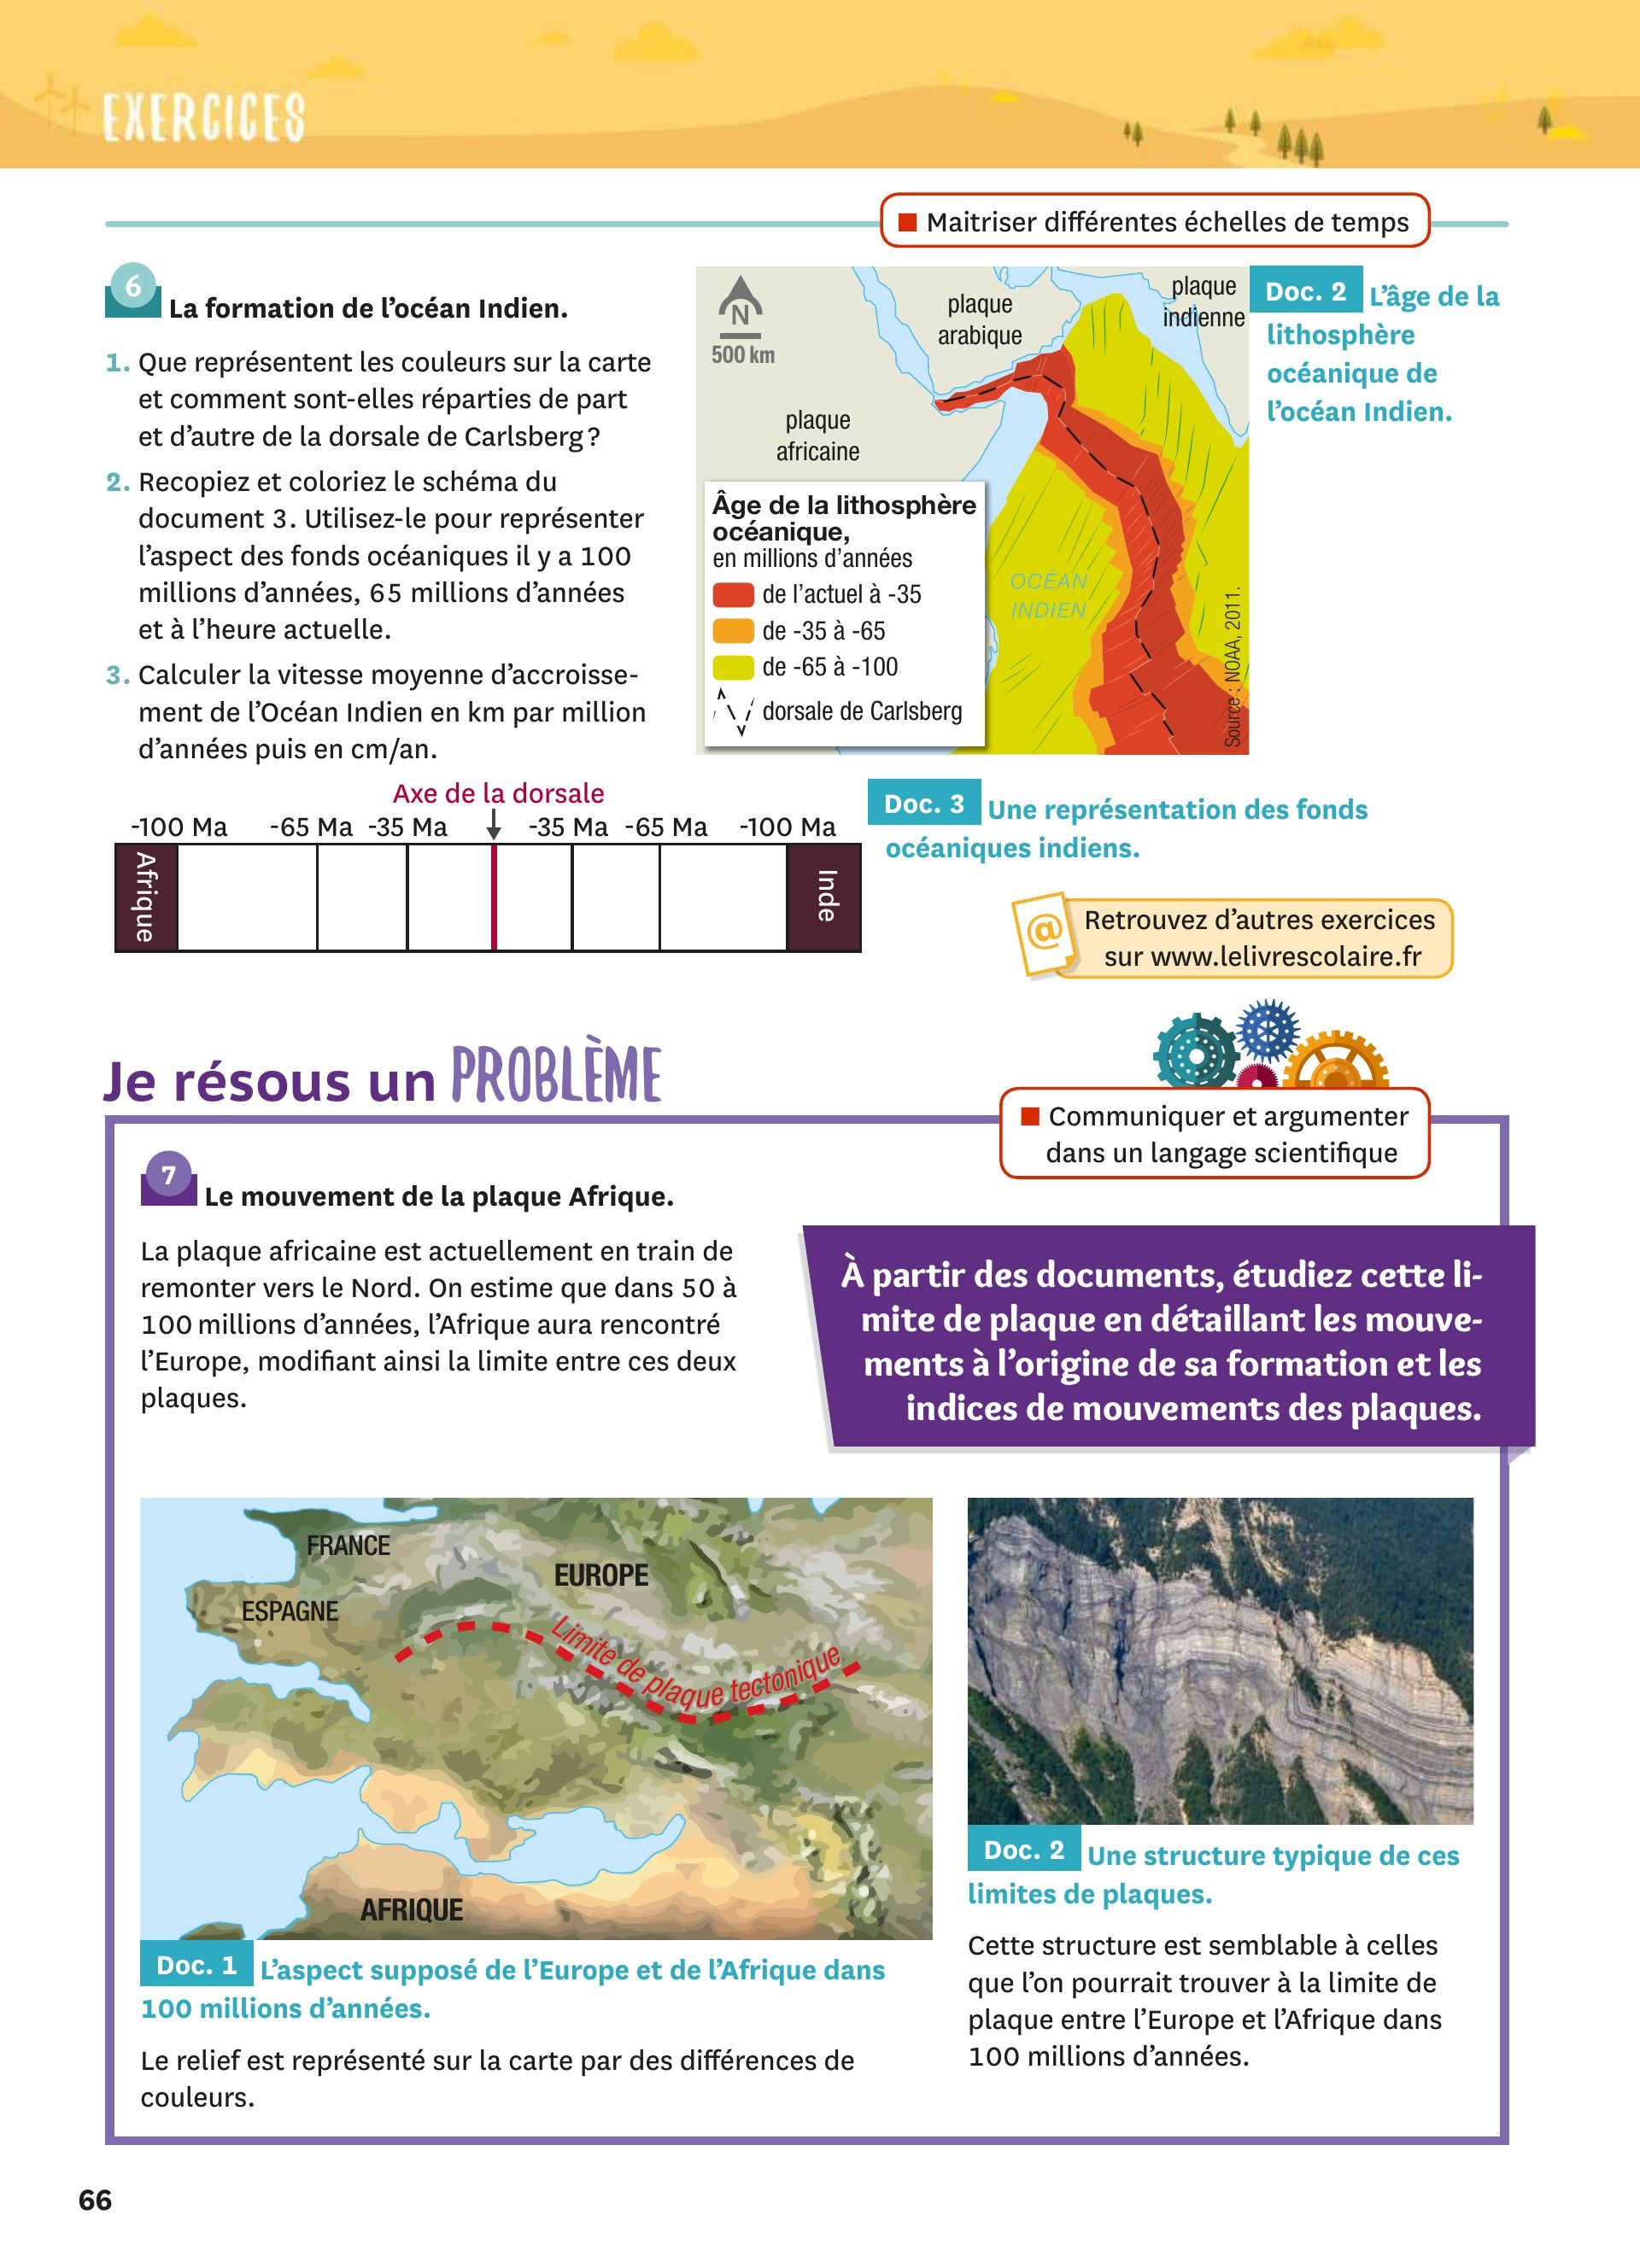 EXERCICES
■ Maitriser différentes échelles de temps
6
La formation de l'océan Indien.
1. Que représentent les couleurs sur la carte
et comment sont-elles réparties de part
et d'autre de la dorsale de Carlsberg ?
2. Recopiez et coloriez le schéma du
document 3. Utilisez-le pour représenter
l'aspect des fonds océaniques il y a 100
millions d'années, 65 millions d'années
et à l'heure actuelle.
3. Calculer la vitesse moyenne d'accroisse-
ment de l'Océan Indien en km par million
d'années puis en cm/an.
N
500 km
plaque
arabique
plaque
indienne
plaque
africaine
Âge de la lithosphère
océanique,
en millions d'années
de l'actuel à -35
de -35 à -65
de -65 à -100
dorsale de Carlsberg
OCÉAN
INDIEN
Source : NOAA, 2011.
Doc. 2 L'âge de la
lithosphère
océanique de
l'océan Indien.
Axe de la dorsale
-100 Ma -65 Ma -35 Ma -35 Ma -65 Ma -100 Ma
Afrique
Inde
Doc. 3 Une représentation des fonds
océaniques indiens.
@ Retrouvez d'autres exercices
sur www.lelivrescolaire.fr
Je résous un PROBLÈME
■ Communiquer et argumenter
dans un langage scientifique
7
Le mouvement de la plaque Afrique.
La plaque africaine est actuellement en train de
remonter vers le Nord. On estime que dans 50 à
100 millions d'années, l'Afrique aura rencontré
l'Europe, modifiant ainsi la limite entre ces deux
plaques.
À partir des documents, étudiez cette li-
mite de plaque en détaillant les mouve-
ments à l'origine de sa formation et les
indices de mouvements des plaques.
FRANCE
EUROPE
ESPAGNE
Limite de plaque tectonique
AFRIQUE
Doc. 1 L'aspect supposé de l'Europe et de l'Afrique dans
100 millions d'années.
Le relief est représenté sur la carte par des différences de
couleurs.
Doc. 2 Une structure typique de ces
limites de plaques.
Cette structure est semblable à celles
que l'on pourrait trouver à la limite de
plaque entre l'Europe et l'Afrique dans
100 millions d'années.
66